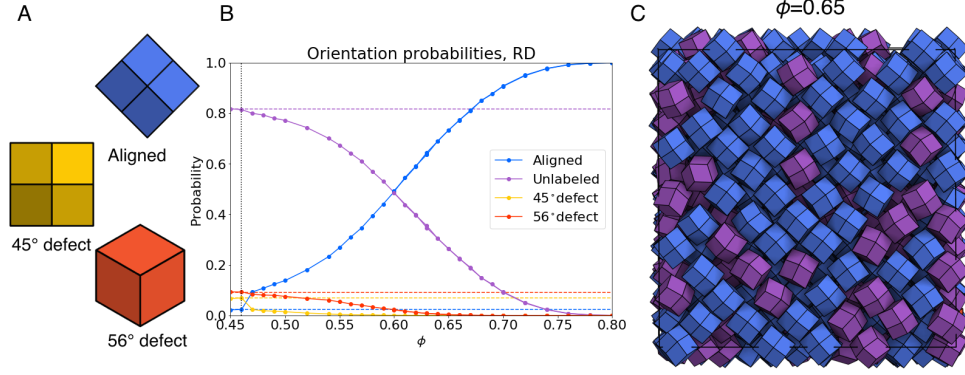 A
Aligned
45° defect
56° defect
B
Orientation probabilities, RD
Probability
1.0
0.8
0.6
0.4
0.2
0.0
Aligned
Unlabeled
45°defect
56°defect
0.45
0.50
0.55
0.60
0.65
0.70
0.75
0.80
ϕ
C
ϕ=0.65